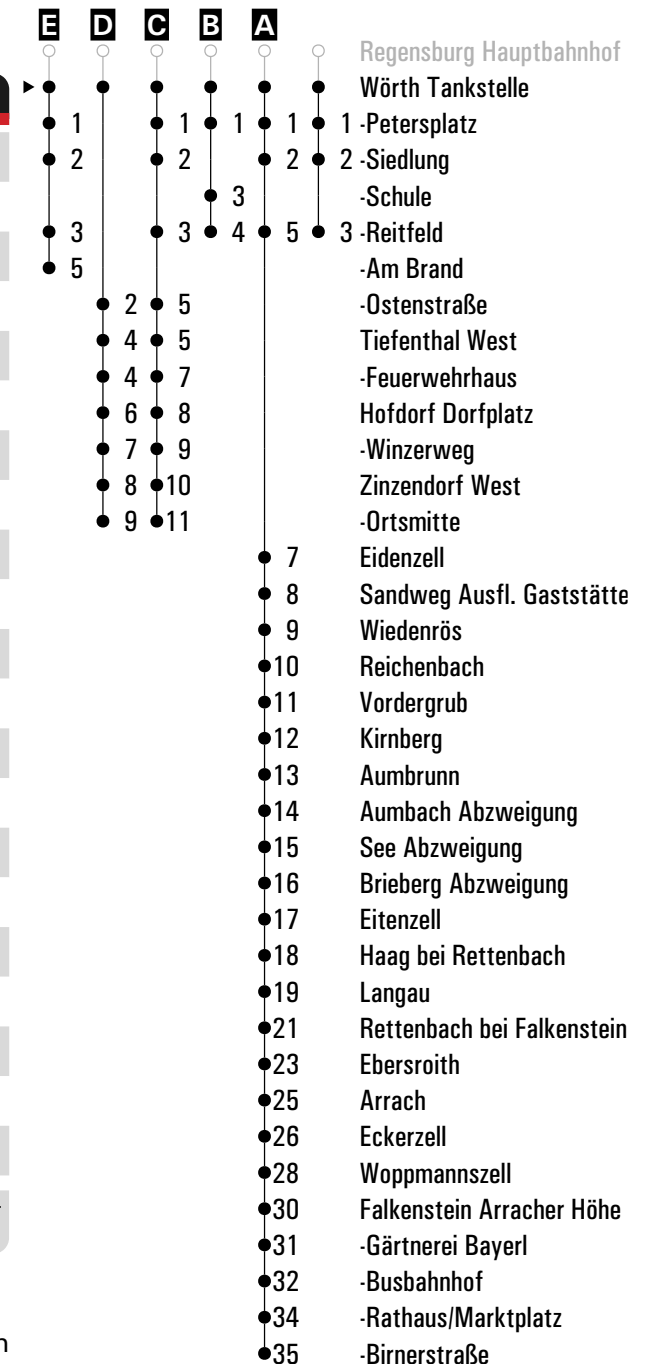 E D C B A
Regensburg Hauptbahnhof
Wörth Tankstelle
1 1 1 1 1 -Petersplatz
2 2 2 2 -Siedlung
3 -Schule
3 3 4 5 3 -Reitfeld
5 -Am Brand
2 5 -Ostenstraße
4 5 Tiefenthal West
4 7 -Feuerwehrhaus
6 8 Hofdorf Dorfplatz
7 9 -Winzerweg
8 10 Zinzendorf West
9 11 -Ortsmitte
7 Eidenzell
8 Sandweg Ausfl. Gaststätte
9 Wiedenrös
10 Reichenbach
11 Vordergrub
12 Kirnberg
13 Aumbrunn
14 Aumbach Abzweigung
15 See Abzweigung
16 Brieberg Abzweigung
17 Eitenzell
18 Haag bei Rettenbach
19 Langau
21 Rettenbach bei Falkenstein
23 Ebersroith
25 Arrach
26 Eckerzell
28 Woppmannszell
30 Falkenstein Arracher Höhe
31 -Gärtnerei Bayerl
32 -Busbahnhof
34 -Rathaus/Marktplatz
35 -Birnerstraße